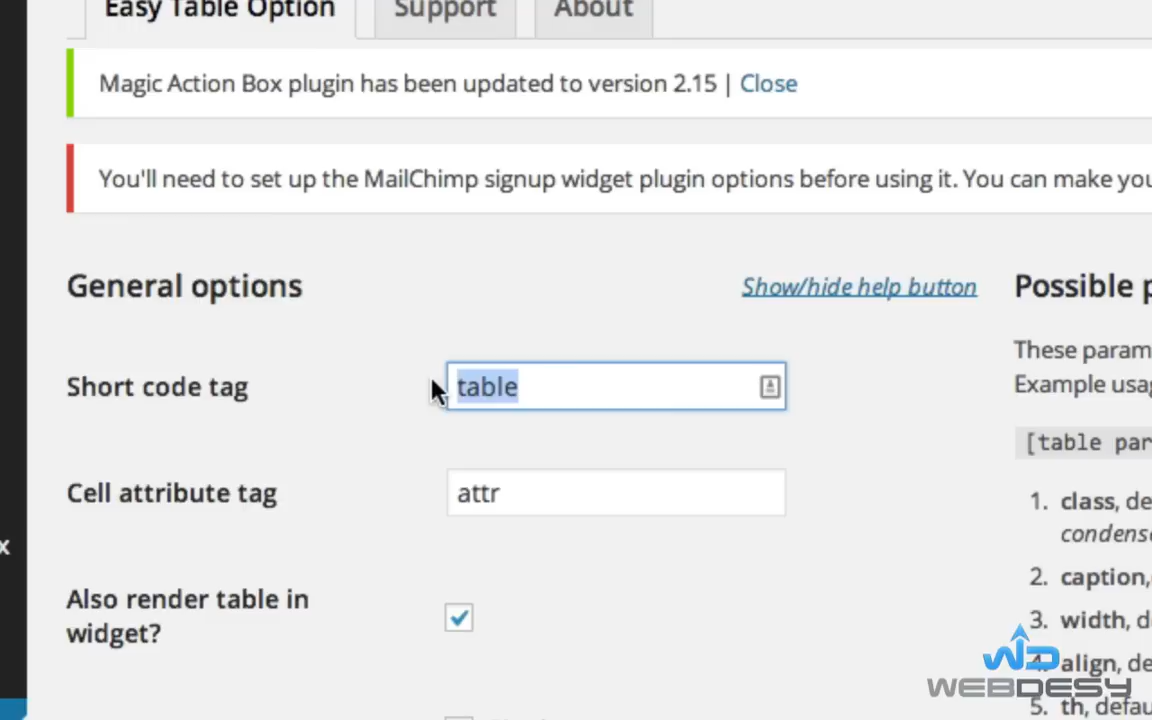 Easy Table Option Support About
Magic Action Box plugin has been updated to version 2.15 | Close
You'll need to set up the MailChimp signup widget plugin options before using it. You can make you
General options Show/hide help button Possible p
These param
Short code tag table Example usag
[table par
Cell attribute tag attr 1. class, de
condense
x
2. caption,
Also render table in
widget? 3. width, de
4. align, de
WD
WEBDESY
5. th, defau